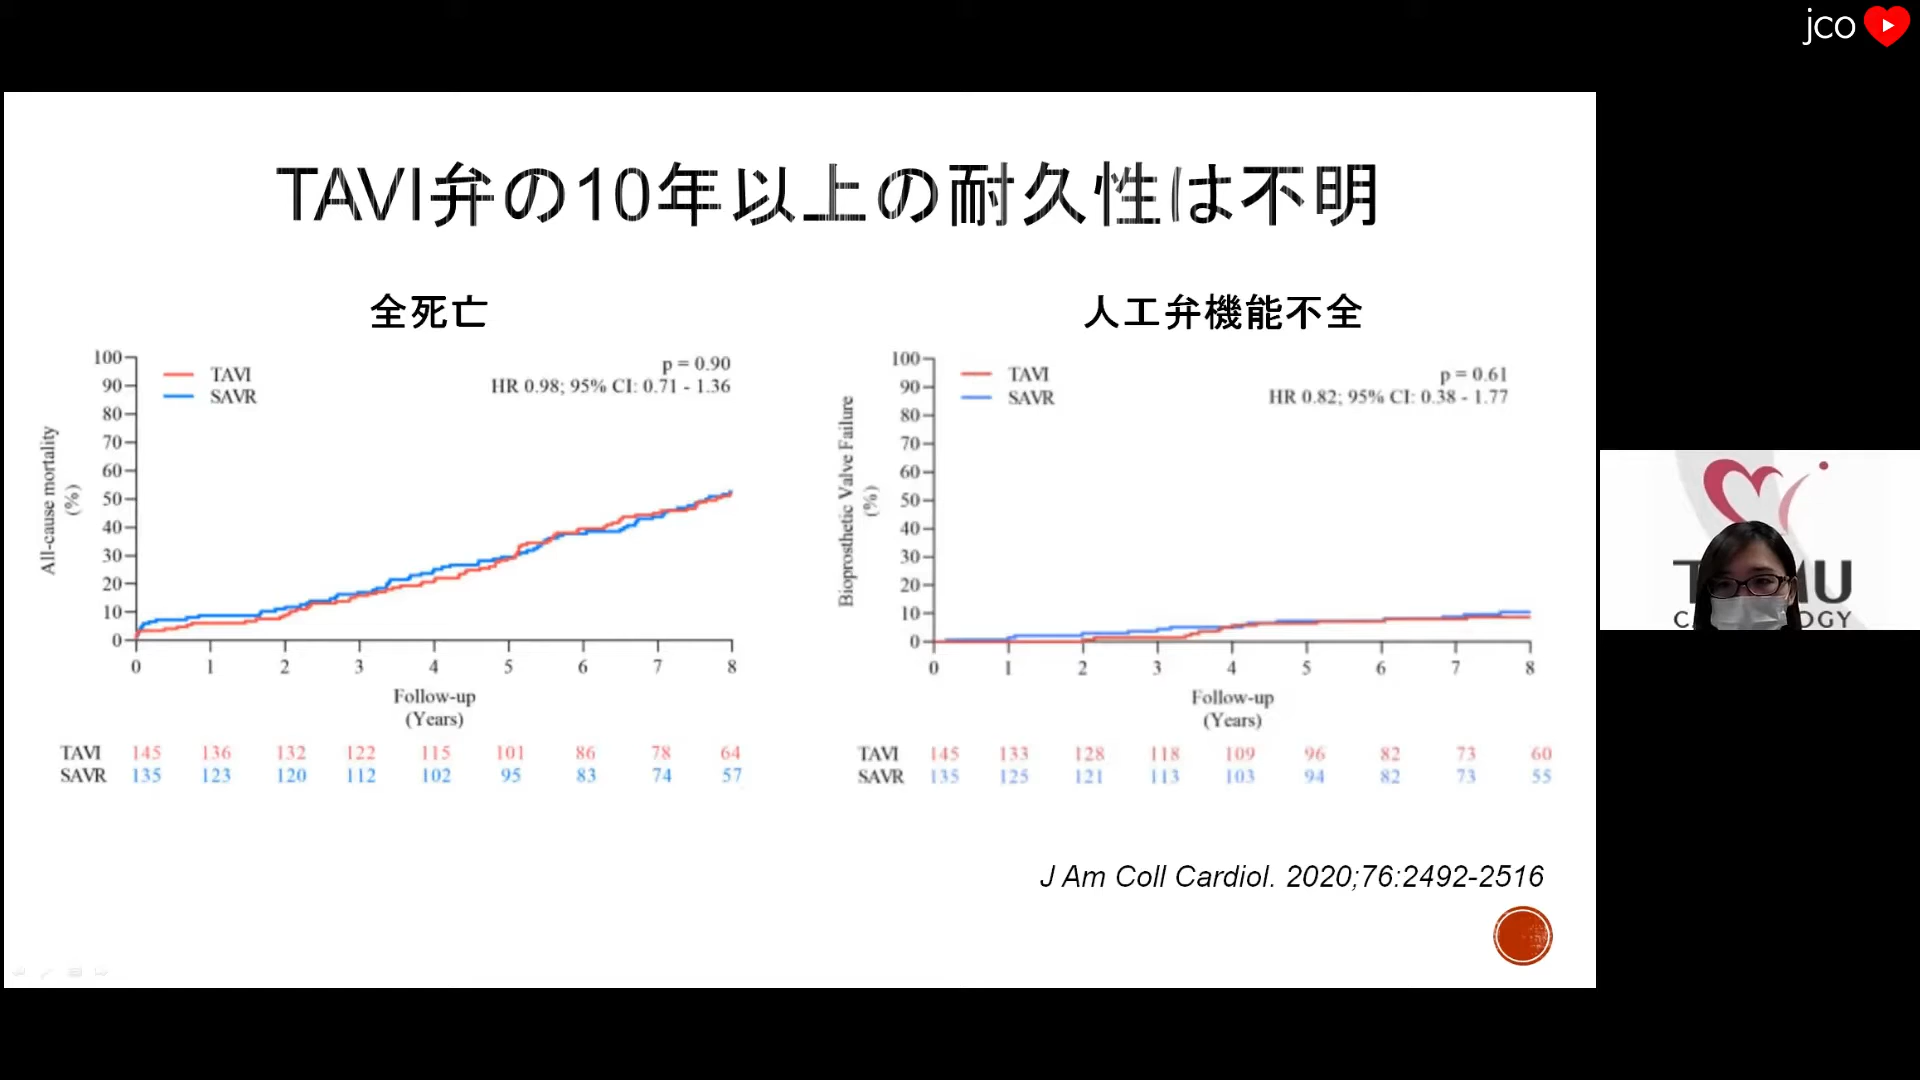 jco
TAVI弁の10年以上の耐久性は不明
全死亡
All-cause mortality
(%)
100
90
80
70
60
50
40
30
20
10
0
TAVI
SAVR
p = 0.90
HR 0.98; 95% CI: 0.71 - 1.36
0 1 2 3 4 5 6 7 8
Follow-up
(Years)
TAVI 145 136 132 122 115 101 86 78 64
SAVR 135 123 120 112 102 95 83 74 57
人工弁機能不全
Bioprosthetic Valve Failure
(%)
100
90
80
70
60
50
40
30
20
10
0
TAVI
SAVR
p = 0.61
HR 0.82; 95% CI: 0.38 - 1.77
0 1 2 3 4 5 6 7 8
Follow-up
(Years)
TAVI 145 133 128 118 109 96 82 73 60
SAVR 135 125 121 113 103 94 82 73 55
J Am Coll Cardiol. 2020;76:2492-2516